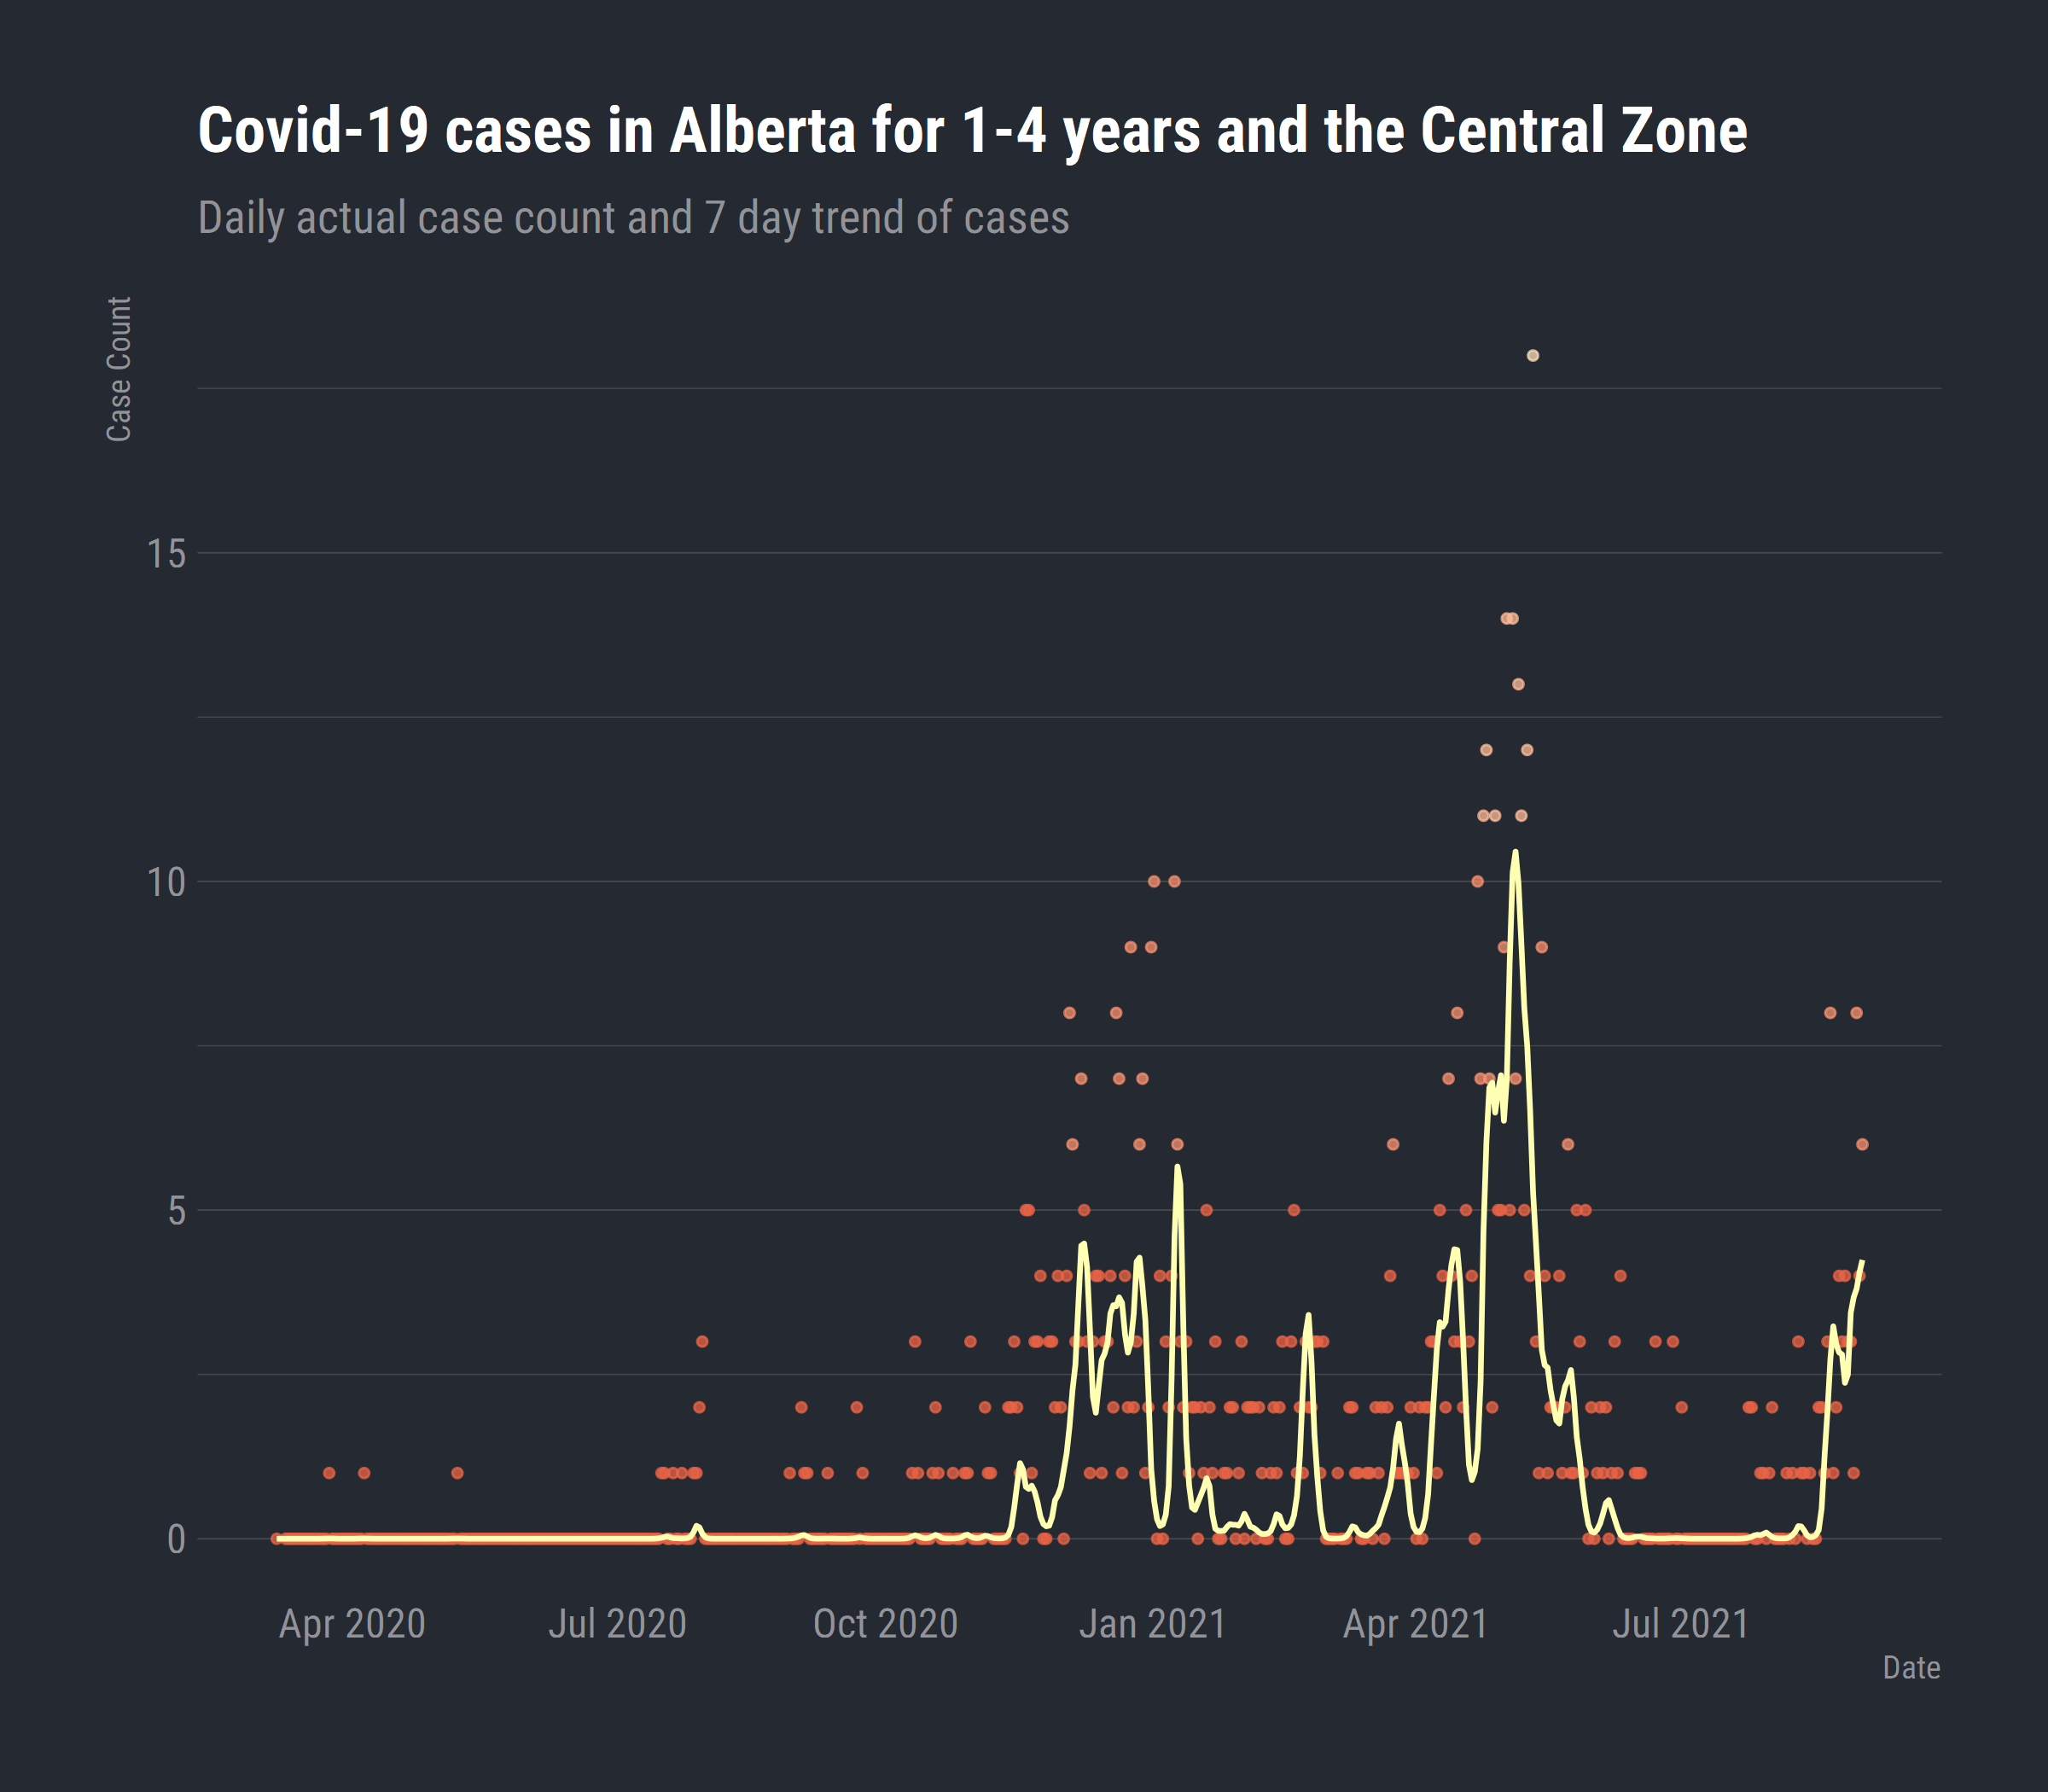 Covid-19 cases in Alberta for 1-4 years and the Central Zone
Daily actual case count and 7 day trend of cases
Case Count
15
10
5
0
Apr 2020
Jul 2020
Oct 2020
Jan 2021
Apr 2021
Jul 2021
Date